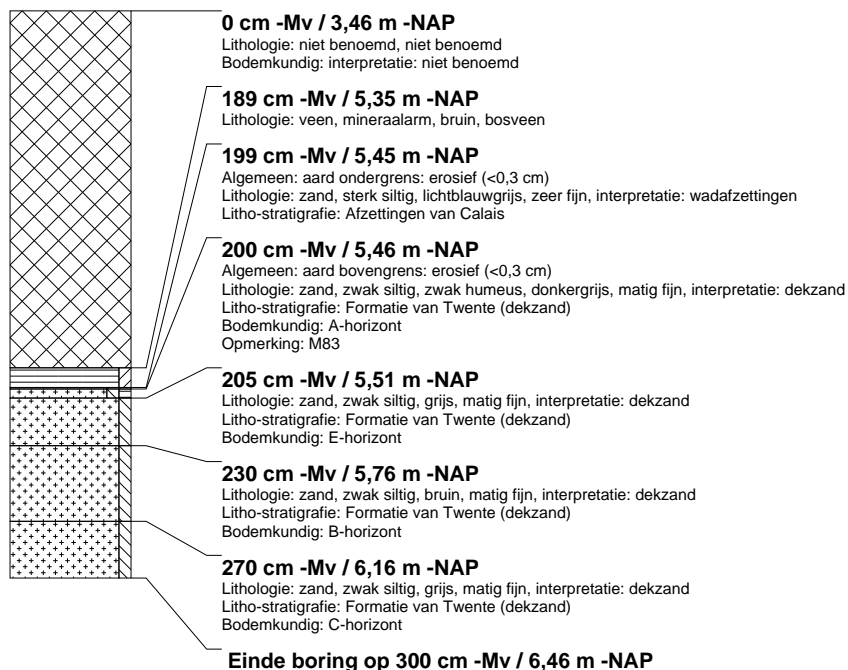 0 cm -Mv / 3,46 m -NAP
Lithologie: niet benoemd, niet benoemd
Bodemkundig: interpretatie: niet benoemd
189 cm -Mv / 5,35 m -NAP
Lithologie: veen, mineraalarm, bruin, bosveen
199 cm -Mv / 5,45 m -NAP
Algemeen: aard ondergrens: erosief (<0,3 cm)
Lithologie: zand, sterk siltig, lichtblauwgrijs, zeer fijn, interpretatie: wadafzettingen
Litho-stratigrafie: Afzettingen van Calais
200 cm -Mv / 5,46 m -NAP
Algemeen: aard bovengrens: erosief (<0,3 cm)
Lithologie: zand, zwak siltig, zwak humeus, donkergrijs, matig fijn, interpretatie: dekzand
Litho-stratigrafie: Formatie van Twente (dekzand)
Bodemkundig: A-horizont
Opmerking: M83
205 cm -Mv / 5,51 m -NAP
Lithologie: zand, zwak siltig, grijs, matig fijn, interpretatie: dekzand
Litho-stratigrafie: Formatie van Twente (dekzand)
Bodemkundig: E-horizont
230 cm -Mv / 5,76 m -NAP
Lithologie: zand, zwak siltig, bruin, matig fijn, interpretatie: dekzand
Litho-stratigrafie: Formatie van Twente (dekzand)
Bodemkundig: B-horizont
270 cm -Mv / 6,16 m -NAP
Lithologie: zand, zwak siltig, grijs, matig fijn, interpretatie: dekzand
Litho-stratigrafie: Formatie van Twente (dekzand)
Bodemkundig: C-horizont
Einde boring op 300 cm -Mv / 6,46 m -NAP